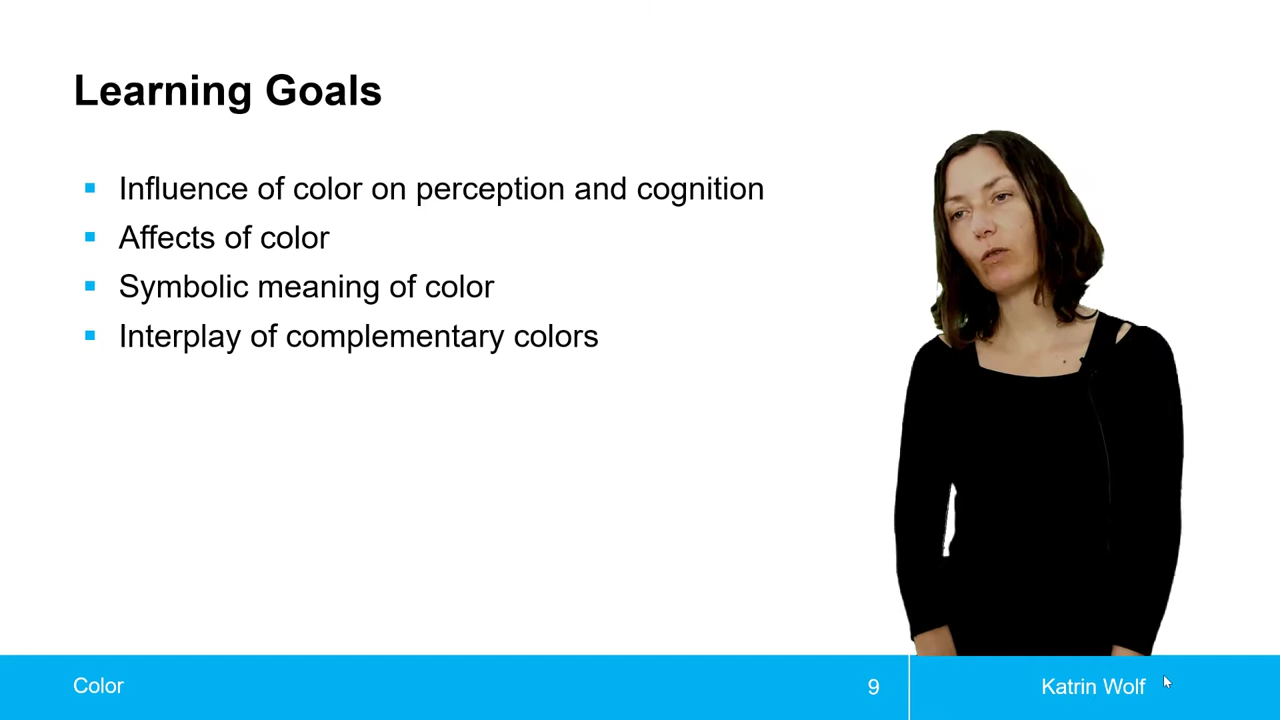 Learning Goals
Influence of color on perception and cognition
Affects of color
Symbolic meaning of color
Interplay of complementary colors
Color
9
Katrin Wolf